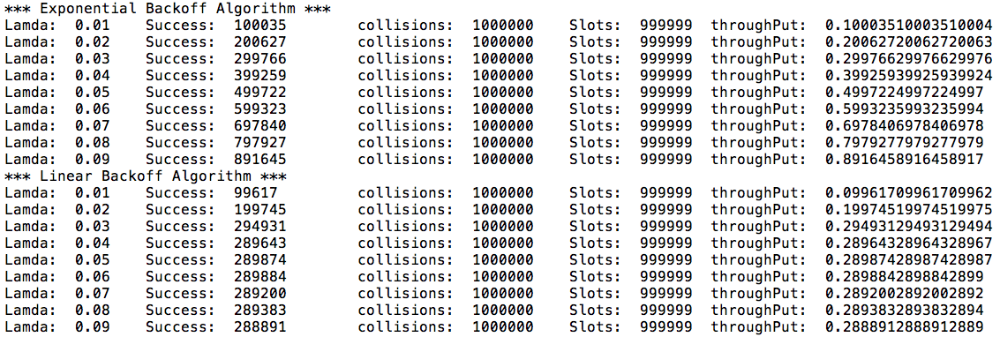 *** Exponential Backoff Algorithm ***
Lamda: 0.01 Success: 100035 collisions: 1000000 Slots: 999999 throughPut: 0.10003510003510004
Lamda: 0.02 Success: 200627 collisions: 1000000 Slots: 999999 throughPut: 0.20062720062720063
Lamda: 0.03 Success: 299766 collisions: 1000000 Slots: 999999 throughPut: 0.29976629976629976
Lamda: 0.04 Success: 399259 collisions: 1000000 Slots: 999999 throughPut: 0.39925939925939924
Lamda: 0.05 Success: 499722 collisions: 1000000 Slots: 999999 throughPut: 0.4997224997224997
Lamda: 0.06 Success: 599323 collisions: 1000000 Slots: 999999 throughPut: 0.5993235993235994
Lamda: 0.07 Success: 697840 collisions: 1000000 Slots: 999999 throughPut: 0.6978406978406978
Lamda: 0.08 Success: 797927 collisions: 1000000 Slots: 999999 throughPut: 0.7979277979277979
Lamda: 0.09 Success: 891645 collisions: 1000000 Slots: 999999 throughPut: 0.8916458916458917
*** Linear Backoff Algorithm ***
Lamda: 0.01 Success: 99617 collisions: 1000000 Slots: 999999 throughPut: 0.09961709961709962
Lamda: 0.02 Success: 199745 collisions: 1000000 Slots: 999999 throughPut: 0.19974519974519975
Lamda: 0.03 Success: 294931 collisions: 1000000 Slots: 999999 throughPut: 0.29493129493129494
Lamda: 0.04 Success: 289643 collisions: 1000000 Slots: 999999 throughPut: 0.28964328964328967
Lamda: 0.05 Success: 289874 collisions: 1000000 Slots: 999999 throughPut: 0.28987428987428987
Lamda: 0.06 Success: 289884 collisions: 1000000 Slots: 999999 throughPut: 0.2898842898842899
Lamda: 0.07 Success: 289200 collisions: 1000000 Slots: 999999 throughPut: 0.2892002892002892
Lamda: 0.08 Success: 289383 collisions: 1000000 Slots: 999999 throughPut: 0.2893832893832894
Lamda: 0.09 Success: 288891 collisions: 1000000 Slots: 999999 throughPut: 0.2888912888912889